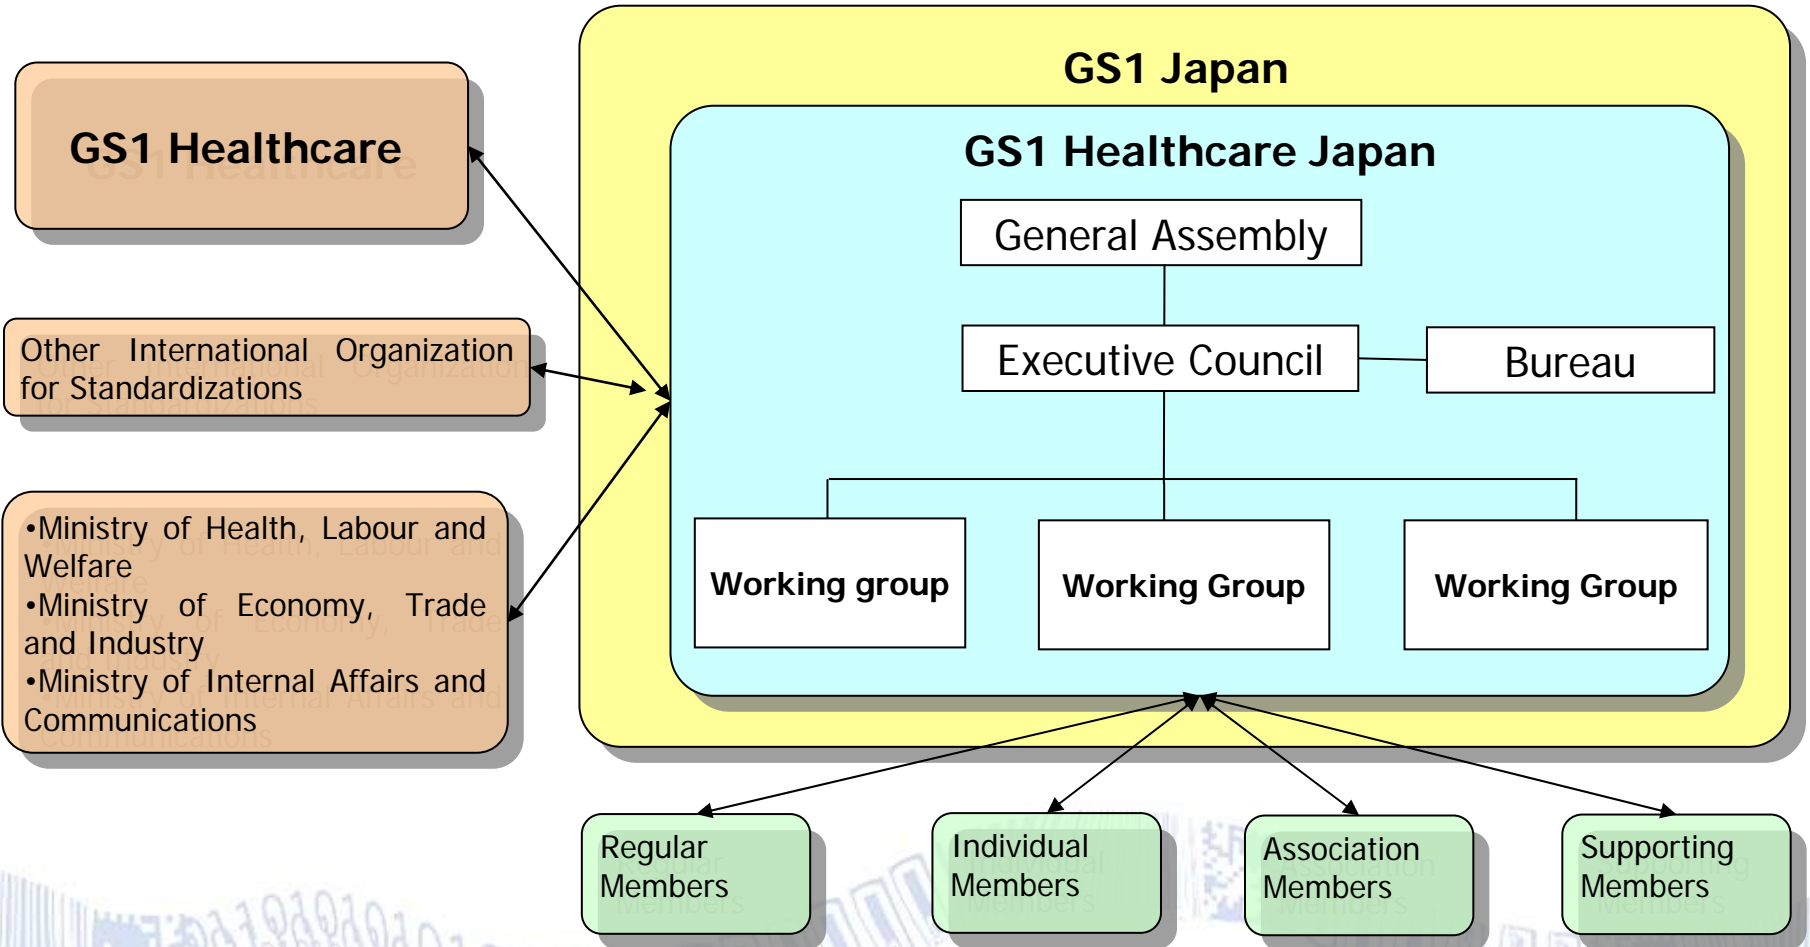 GS1 Japan
GS1 Healthcare
GS1 Healthcare Japan
General Assembly
Other International Organization
for Standardizations
Executive Council
Bureau
•Ministry of Health, Labour and
Welfare
•Ministry of Economy, Trade
and Industry
•Ministry of Internal Affairs and
Communications
Working group
Working Group
Working Group
Regular
Members
Individual
Members
Association
Members
Supporting
Members